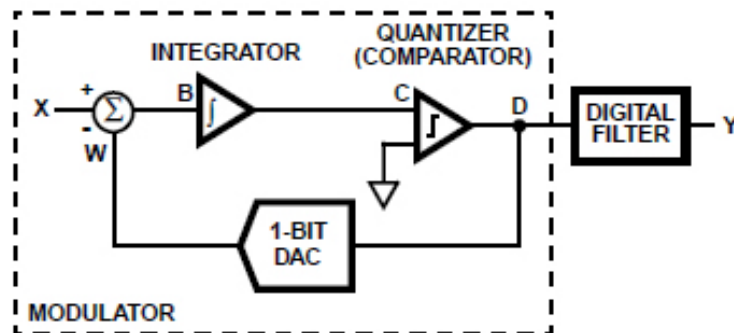 QUANTIZER
(COMPARATOR)
INTEGRATOR
X
+
-
Σ
W
B
∫
C
D
DIGITAL
FILTER
Y
1-BIT
DAC
MODULATOR